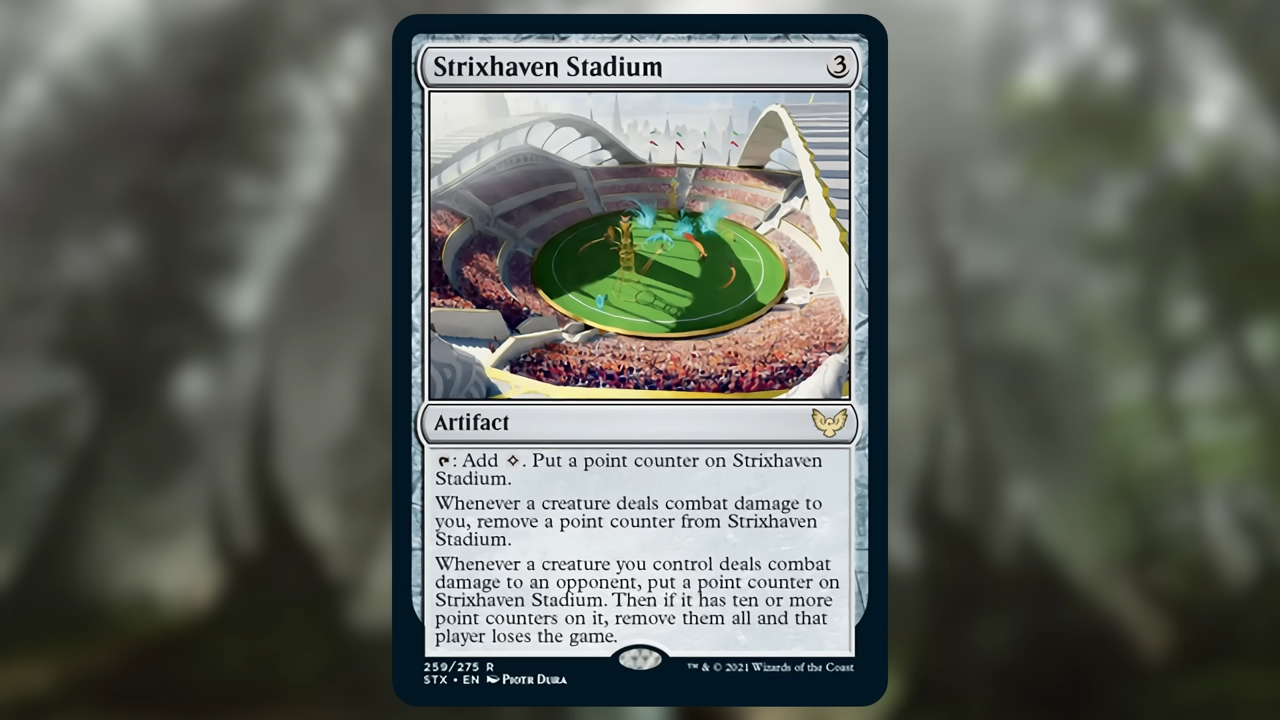 Strixhaven Stadium 3
Artifact
: Add . Put a point counter on Strixhaven
Stadium.
Whenever a creature deals combat damage to
you, remove a point counter from Strixhaven
Stadium.
Whenever a creature you control deals combat
damage to an opponent, put a point counter on
Strixhaven Stadium. Then if it has ten or more
point counters on it, remove them all and that
player loses the game.
259/275 R
STX • EN Piotr Dura
™ & © 2021 Wizards of the Coast